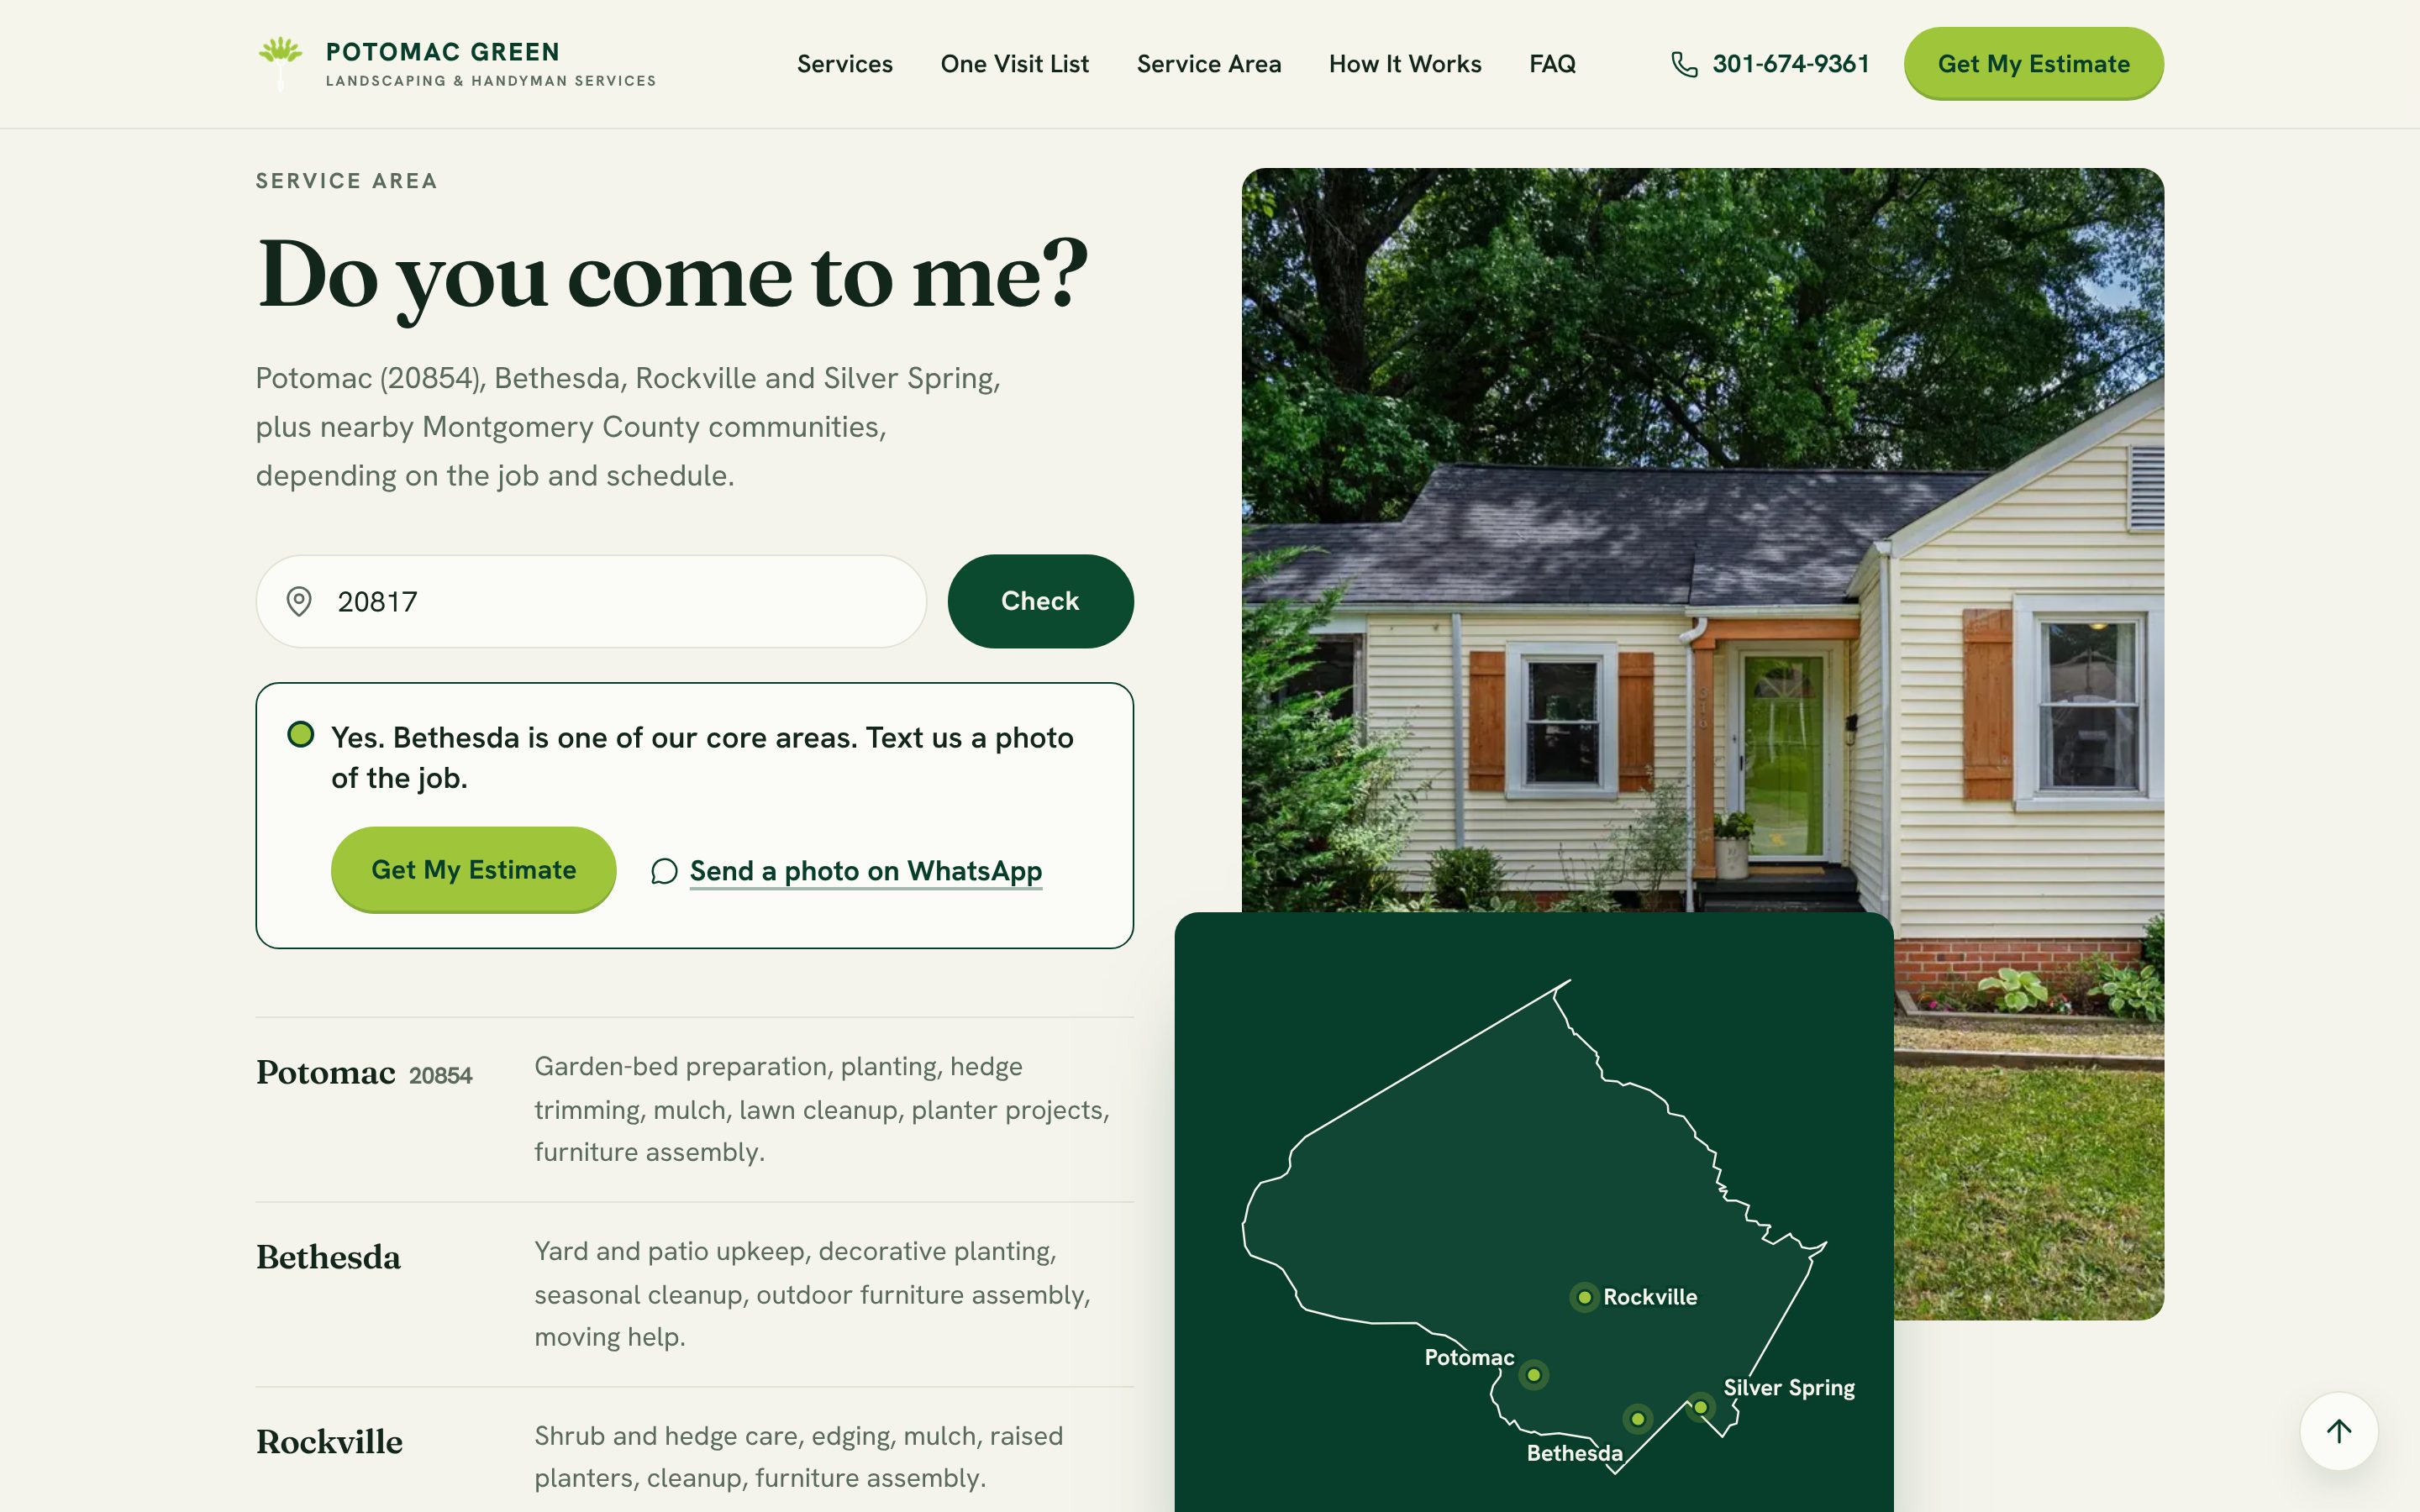 POTOMAC GREEN
LANDSCAPING & HANDYMAN SERVICES
Services
One Visit List
Service Area
How It Works
FAQ
301-674-9361
Get My Estimate
SERVICE AREA
Do you come to me?
Potomac (20854), Bethesda, Rockville and Silver Spring,
plus nearby Montgomery County communities,
depending on the job and schedule.
20817
Check
Yes. Bethesda is one of our core areas. Text us a photo
of the job.
Get My Estimate
Send a photo on WhatsApp
Potomac 20854
Garden-bed preparation, planting, hedge
trimming, mulch, lawn cleanup, planter projects,
furniture assembly.
Bethesda
Yard and patio upkeep, decorative planting,
seasonal cleanup, outdoor furniture assembly,
moving help.
Rockville
Shrub and hedge care, edging, mulch, raised
planters, cleanup, furniture assembly.
Rockville
Potomac
Silver Spring
Bethesda